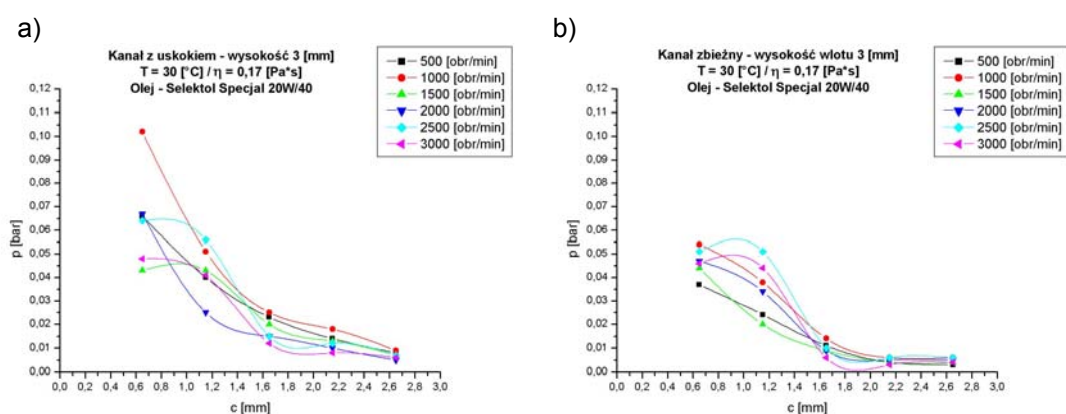 a)
Kanał z uskokiem - wysokość 3 [mm]
T = 30 [°C] / η = 0,17 [Pa*s]
Olej - Selektol Specjal 20W/40
500 [obr/min]
1000 [obr/min]
1500 [obr/min]
2000 [obr/min]
2500 [obr/min]
3000 [obr/min]
p [bar]
0,12
0,11
0,10
0,09
0,08
0,07
0,06
0,05
0,04
0,03
0,02
0,01
0,00
0,0 0,2 0,4 0,6 0,8 1,0 1,2 1,4 1,6 1,8 2,0 2,2 2,4 2,6 2,8 3,0
c [mm]
b)
Kanał zbieżny - wysokość wlotu 3 [mm]
T = 30 [°C] / η = 0,17 [Pa*s]
Olej - Selektol Specjal 20W/40
500 [obr/min]
1000 [obr/min]
1500 [obr/min]
2000 [obr/min]
2500 [obr/min]
3000 [obr/min]
p [bar]
0,12
0,11
0,10
0,09
0,08
0,07
0,06
0,05
0,04
0,03
0,02
0,01
0,00
0,0 0,2 0,4 0,6 0,8 1,0 1,2 1,4 1,6 1,8 2,0 2,2 2,4 2,6 2,8 3,0
c [mm]